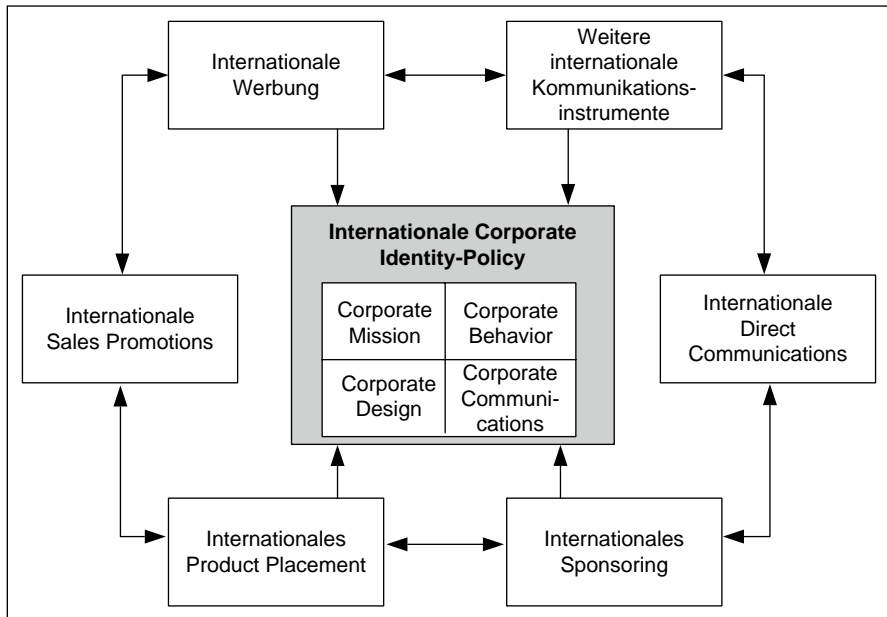 Internationale
Werbung
Weitere
internationale
Kommunikations-
instrumente
Internationale Corporate
Identity-Policy
Corporate
Mission
Corporate
Behavior
Corporate
Design
Corporate
Communi-
cations
Internationale
Sales Promotions
Internationale
Direct
Communications
Internationales
Product Placement
Internationales
Sponsoring